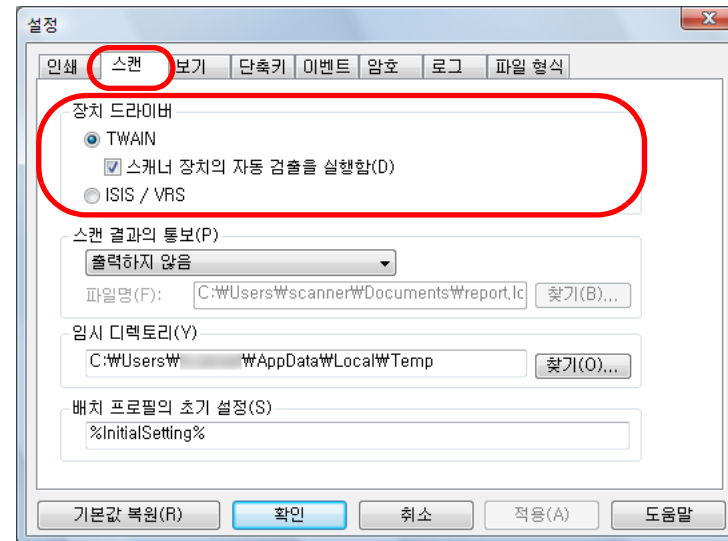 설정
인쇄 스캔 보기 단축키 이벤트 암호 로그 파일 형식
장치 드라이버
TWAIN
스캐너 장치의 자동 검출을 실행함(D)
ISIS / VRS
스캔 결과의 통보(P)
출력하지 않음
파일명(F): C:₩Users₩scanner₩Documents₩report.lc 찾기(B)...
임시 디렉토리(Y)
C:₩Users₩ ₩AppData₩Local₩Temp 찾기(O)...
배치 프로필의 초기 설정(S)
%InitialSetting%
기본값 복원(R) 확인 취소 적용(A) 도움말